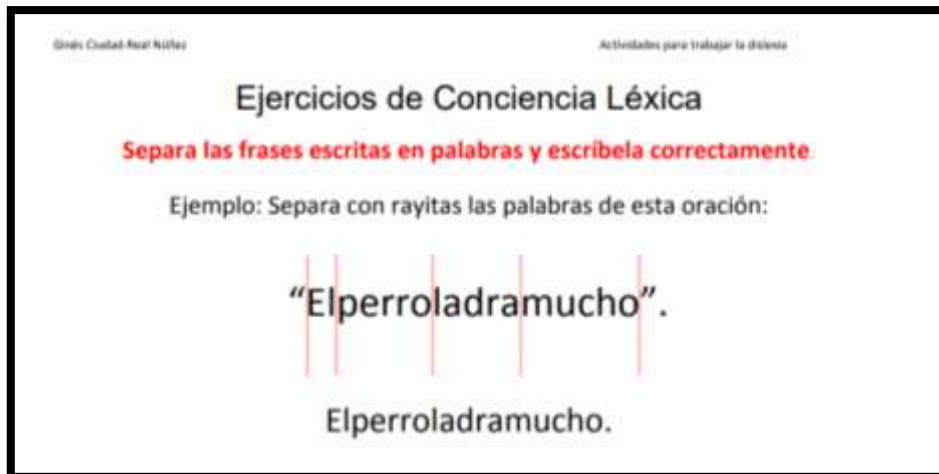 Ginés Ciudad-Real Núñez
Actividades para trabajar la dislexia
Ejercicios de Conciencia Léxica
Separa las frases escritas en palabras y escríbela correctamente.
Ejemplo: Separa con rayitas las palabras de esta oración:
“Elperroladramucho”.
Elperroladramucho.